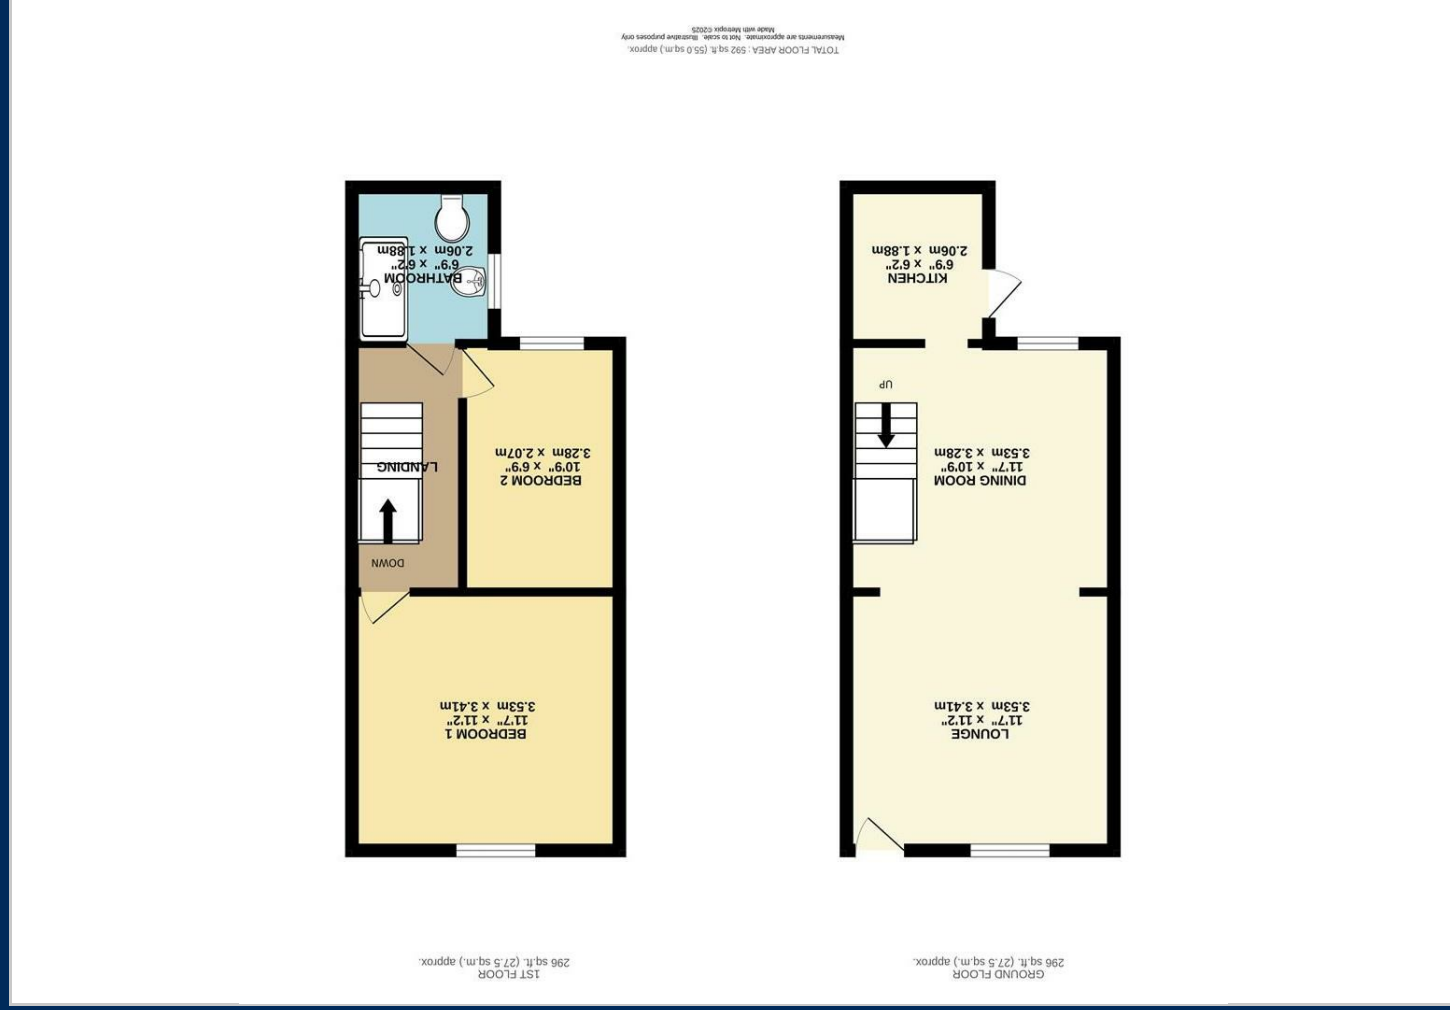 GROUND FLOOR
296 sq.ft. (27.5 sq.m.) approx.
1ST FLOOR
296 sq.ft. (27.5 sq.m.) approx.
LOUNGE
11'7" x 11'2"
3.53m x 3.41m
DINING ROOM
11'7" x 10'9"
3.53m x 3.28m
UP
KITCHEN
6'9" x 6'2"
2.06m x 1.88m
BEDROOM 1
11'7" x 11'2"
3.53m x 3.41m
DOWN
LANDING
BEDROOM 2
10'9" x 6'9"
3.28m x 2.07m
BATHROOM
6'9" x 6'2"
2.06m x 1.88m
TOTAL FLOOR AREA : 592 sq.ft. (55.0 sq.m.) approx.
Measurements are approximate. Not to scale. Illustrative purposes only
Made with Metropix ©2025